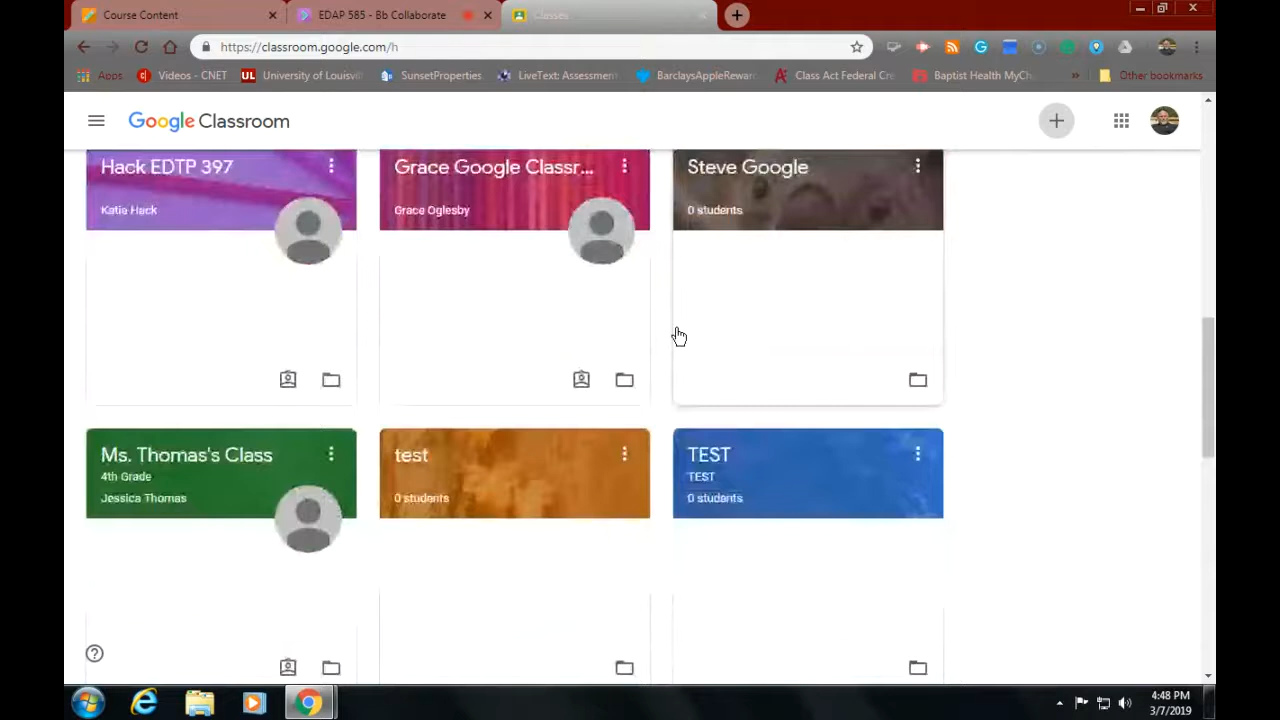 Course Content
EDAP 585 - Bb Collaborate
Classes
https://classroom.google.com/h
Apps
Videos - CNET
UL University of Louisvil
SunsetProperties
LiveText: Assessmen
BarclaysAppleRewar
Class Act Federal Cre
Baptist Health MyCh
»
Other bookmarks
Google Classroom
Hack EDTP 397
Katie Hack
Grace Google Classr...
Grace Oglesby
Steve Google
0 students
Ms. Thomas's Class
4th Grade
Jessica Thomas
test
0 students
TEST
TEST
0 students
4:48 PM
3/7/2019